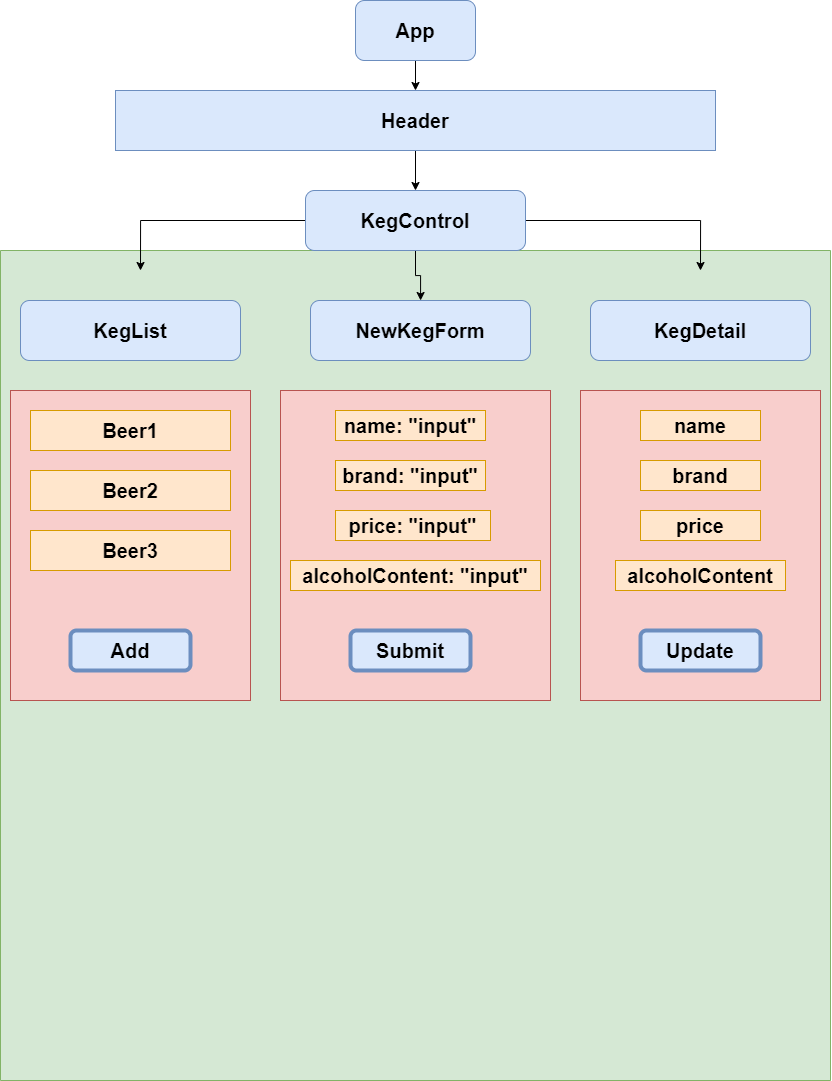 App
Header
KegControl
KegList
NewKegForm
KegDetail
Beer1
Beer2
Beer3
Add
name: "input"
brand: "input"
price: "input"
alcoholContent: "input"
Submit
name
brand
price
alcoholContent
Update